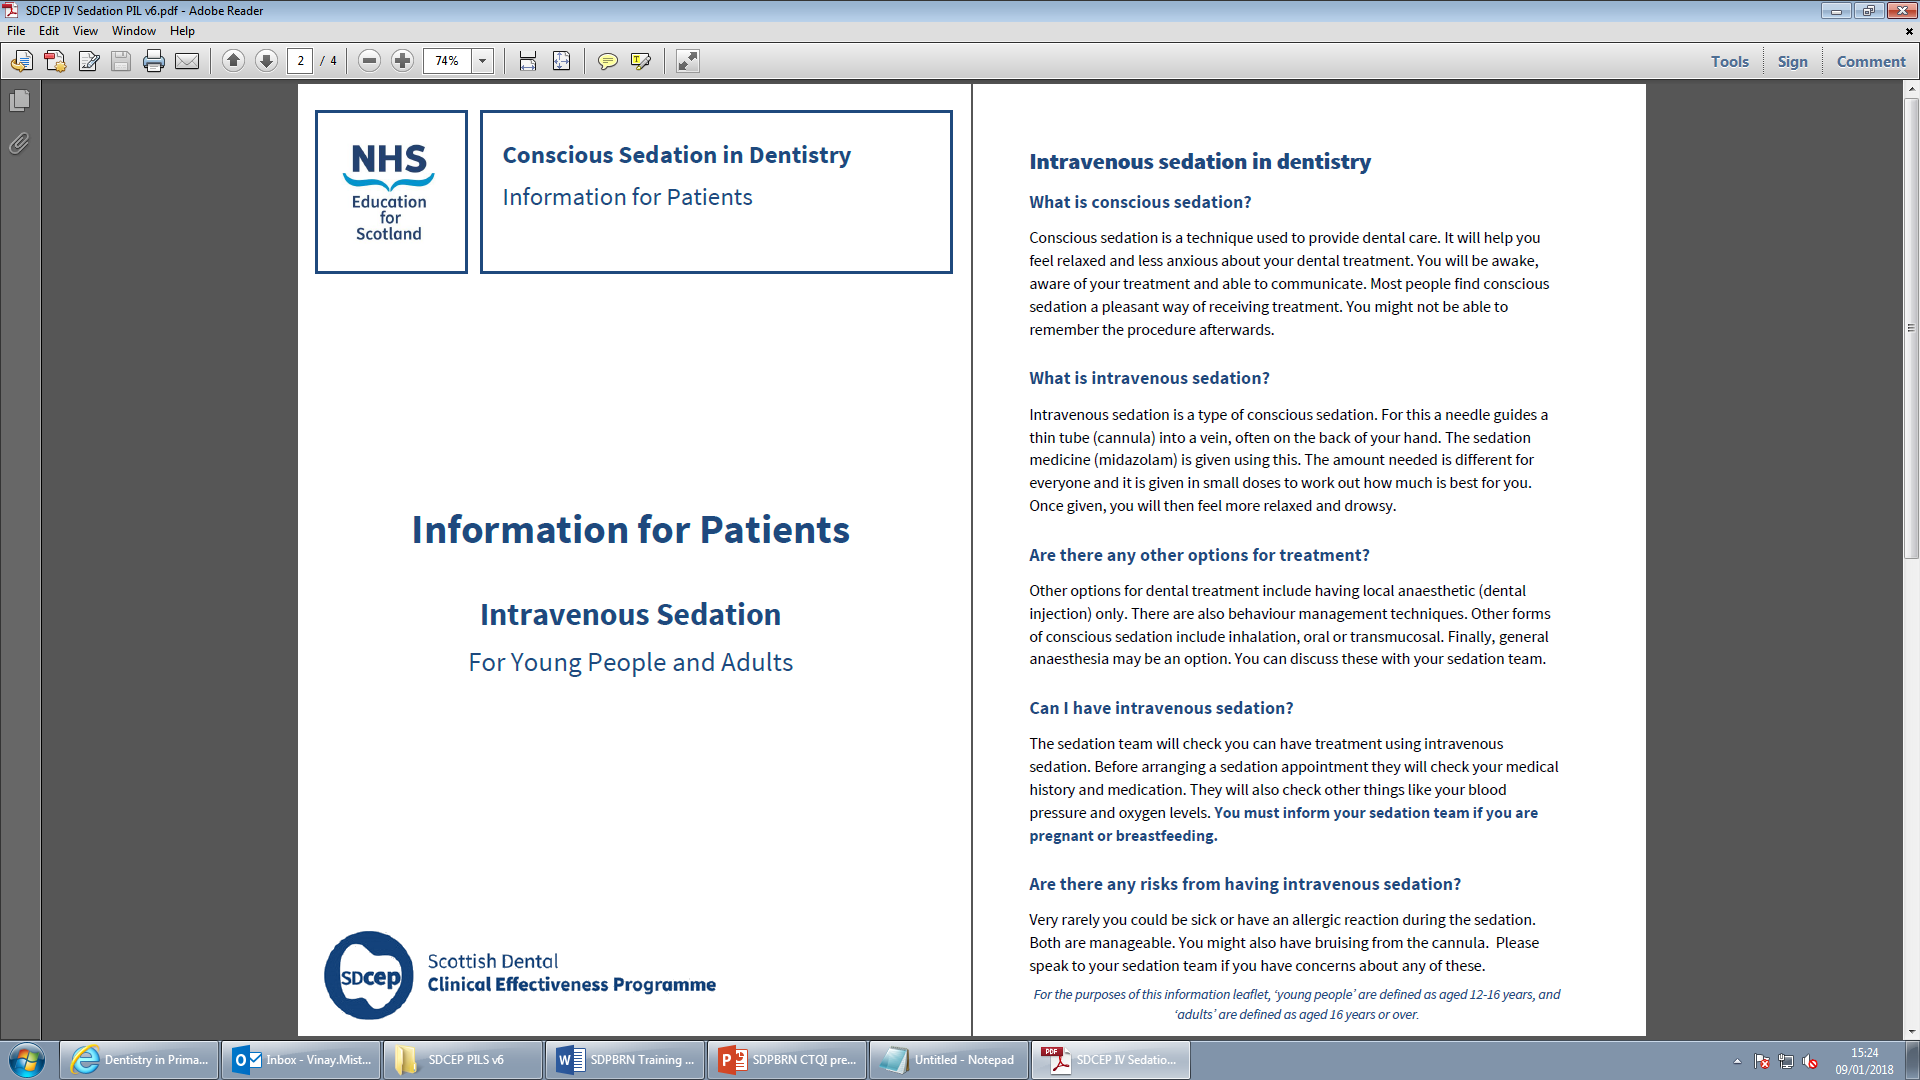 SDCEP IV Sedation PIL v6.pdf - Adobe Reader
File Edit View Window Help
2 / 4
74%
Tools Sign Comment
NHS
Education
for
Scotland
Conscious Sedation in Dentistry
Information for Patients
Information for Patients
Intravenous Sedation
For Young People and Adults
SDcep
Scottish Dental
Clinical Effectiveness Programme
Intravenous sedation in dentistry
What is conscious sedation?
Conscious sedation is a technique used to provide dental care. It will help you
feel relaxed and less anxious about your dental treatment. You will be awake,
aware of your treatment and able to communicate. Most people find conscious
sedation a pleasant way of receiving treatment. You might not be able to
remember the procedure afterwards.
What is intravenous sedation?
Intravenous sedation is a type of conscious sedation. For this a needle guides a
thin tube (cannula) into a vein, often on the back of your hand. The sedation
medicine (midazolam) is given using this. The amount needed is different for
everyone and it is given in small doses to work out how much is best for you.
Once given, you will then feel more relaxed and drowsy.
Are there any other options for treatment?
Other options for dental treatment include having local anaesthetic (dental
injection) only. There are also behaviour management techniques. Other forms
of conscious sedation include inhalation, oral or transmucosal. Finally, general
anaesthesia may be an option. You can discuss these with your sedation team.
Can I have intravenous sedation?
The sedation team will check you can have treatment using intravenous
sedation. Before arranging a sedation appointment they will check your medical
history and medication. They will also check other things like your blood
pressure and oxygen levels. You must inform your sedation team if you are
pregnant or breastfeeding.
Are there any risks from having intravenous sedation?
Very rarely you could be sick or have an allergic reaction during the sedation.
Both are manageable. You might also have bruising from the cannula. Please
speak to your sedation team if you have concerns about any of these.
For the purposes of this information leaflet, ‘young people’ are defined as aged 12-16 years, and
‘adults’ are defined as aged 16 years or over.
Dentistry in Prima...
Inbox - Vinay.Mist...
SDCEP PILS v6
SDPBRN Training ...
SDPBRN CTQI pre...
Untitled - Notepad
PDF
SDCEP IV Sedatio...
15:24
09/01/2018